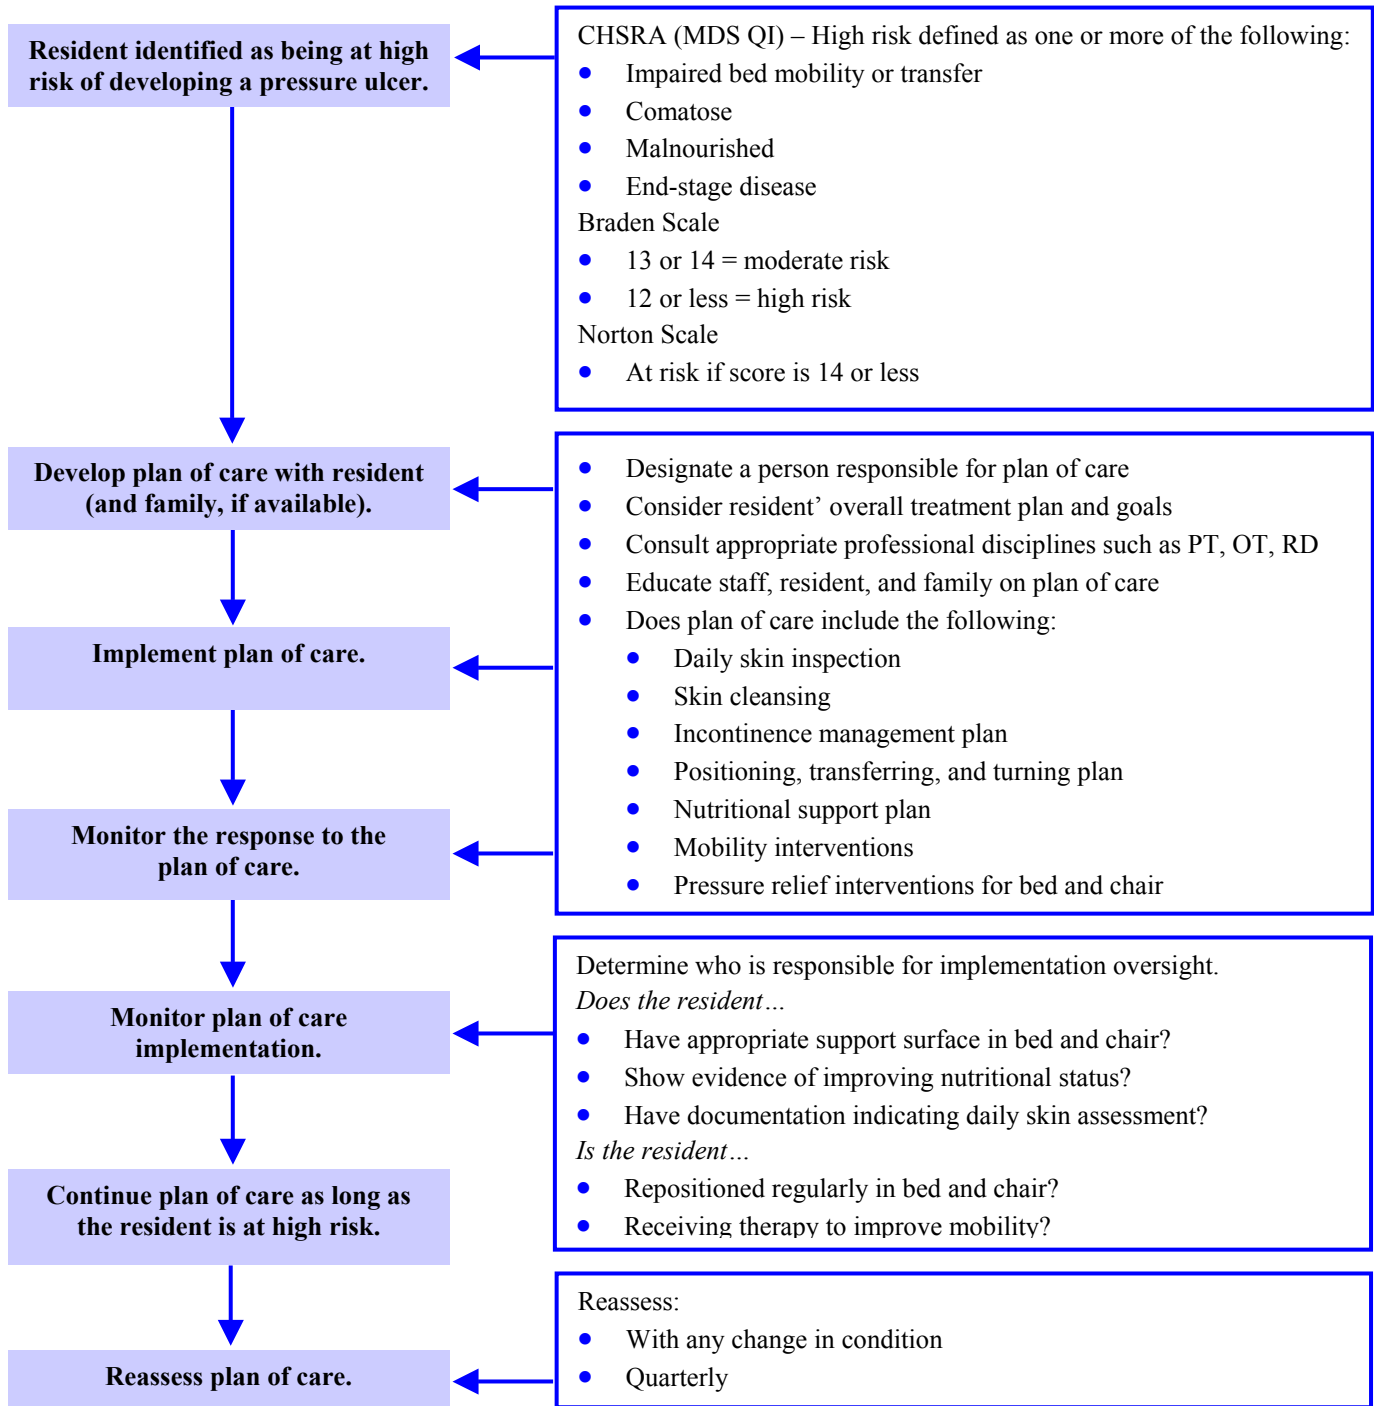 Resident identified as being at high
risk of developing a pressure ulcer.
CHSRA (MDS QI) – High risk defined as one or more of the following:
● Impaired bed mobility or transfer
● Comatose
● Malnourished
● End-stage disease
Braden Scale
● 13 or 14 = moderate risk
● 12 or less = high risk
Norton Scale
● At risk if score is 14 or less
Develop plan of care with resident
(and family, if available).
● Designate a person responsible for plan of care
● Consider resident’ overall treatment plan and goals
● Consult appropriate professional disciplines such as PT, OT, RD
● Educate staff, resident, and family on plan of care
● Does plan of care include the following:
● Daily skin inspection
● Skin cleansing
● Incontinence management plan
● Positioning, transferring, and turning plan
● Nutritional support plan
● Mobility interventions
● Pressure relief interventions for bed and chair
Implement plan of care.
Monitor the response to the
plan of care.
Monitor plan of care
implementation.
Determine who is responsible for implementation oversight.
Does the resident…
● Have appropriate support surface in bed and chair?
● Show evidence of improving nutritional status?
● Have documentation indicating daily skin assessment?
Is the resident…
● Repositioned regularly in bed and chair?
● Receiving therapy to improve mobility?
Continue plan of care as long as
the resident is at high risk.
Reassess plan of care.
Reassess:
● With any change in condition
● Quarterly